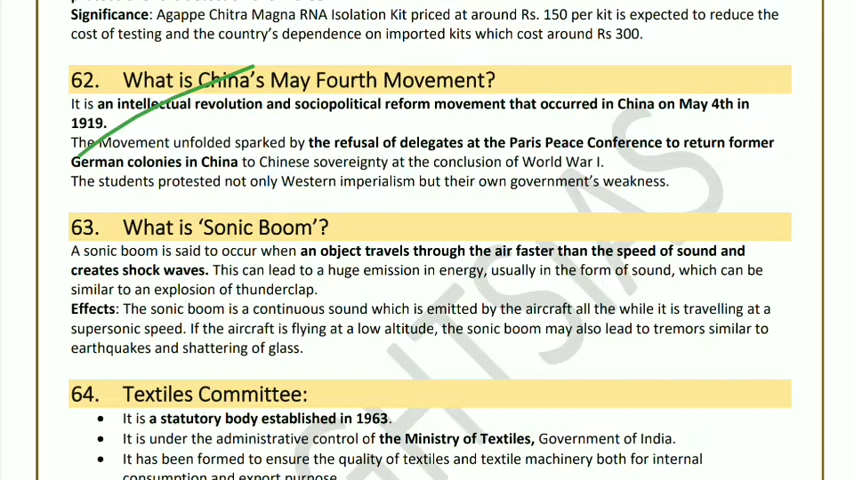 Significance: Agappe Chitra Magna RNA Isolation Kit priced at around Rs. 150 per kit is expected to reduce the
cost of testing and the country's dependence on imported kits which cost around Rs 300.
62. What is China's May Fourth Movement?
It is an intellectual revolution and sociopolitical reform movement that occurred in China on May 4th in
1919.
The Movement unfolded sparked by the refusal of delegates at the Paris Peace Conference to return former
German colonies in China to Chinese sovereignty at the conclusion of World War I.
The students protested not only Western imperialism but their own government's weakness.
63. What is 'Sonic Boom'?
A sonic boom is said to occur when an object travels through the air faster than the speed of sound and
creates shock waves. This can lead to a huge emission in energy, usually in the form of sound, which can be
similar to an explosion of thunderclap.
Effects: The sonic boom is a continuous sound which is emitted by the aircraft all the while it is travelling at a
supersonic speed. If the aircraft is flying at a low altitude, the sonic boom may also lead to tremors similar to
earthquakes and shattering of glass.
64. Textiles Committee:
• It is a statutory body established in 1963.
• It is under the administrative control of the Ministry of Textiles, Government of India.
• It has been formed to ensure the quality of textiles and textile machinery both for internal
consumption and export purpose.
GHTSIAS